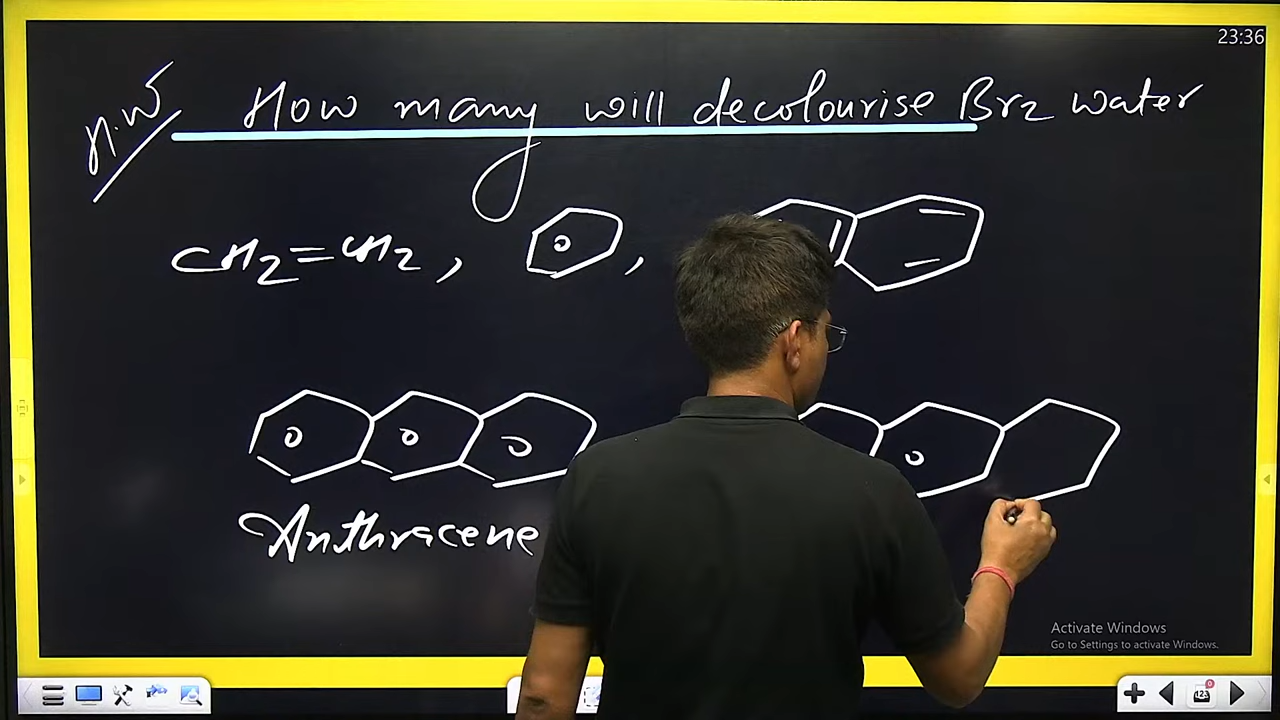 23:36
H.W How many will decolourise Br2 water
CH2=CH2, ,
Anthracene
Activate Windows
Go to Settings to activate Windows.
123